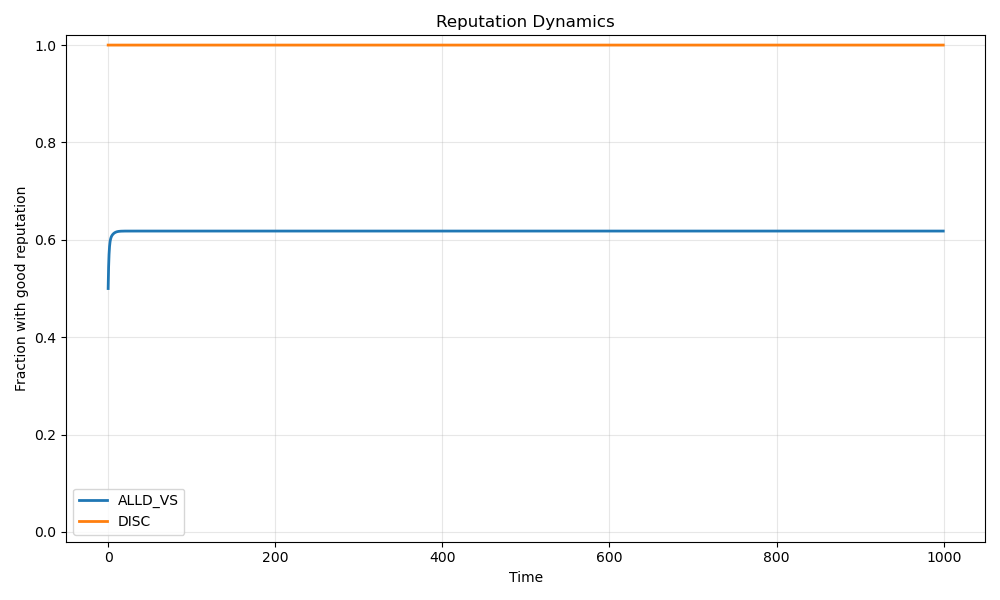 Reputation Dynamics
Fraction with good reputation
1.0
0.8
0.6
0.4
0.2
0.0
ALLD_VS
DISC
0 200 400 600 800 1000
Time